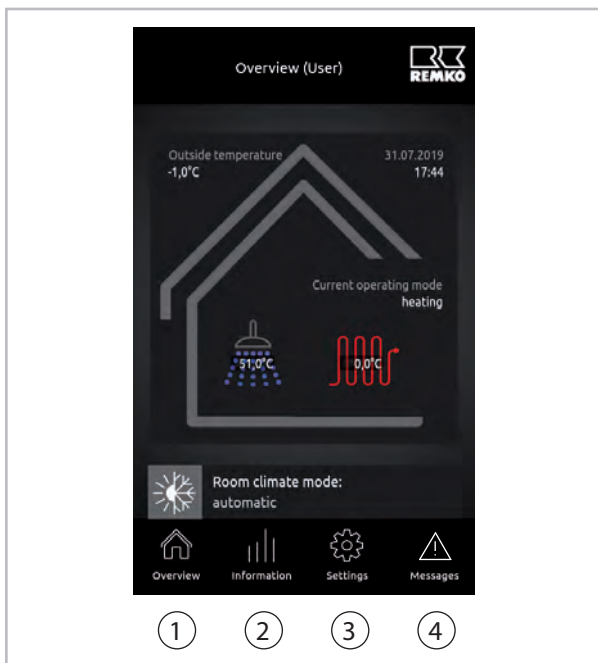 Overview (User)
REMKO
Outside temperature
-1,0°C
31.07.2019
17:44
Current operating mode
heating
51,0°C
0,0°C
Room climate mode:
automatic
Overview
Information
Settings
Messages
1
2
3
4